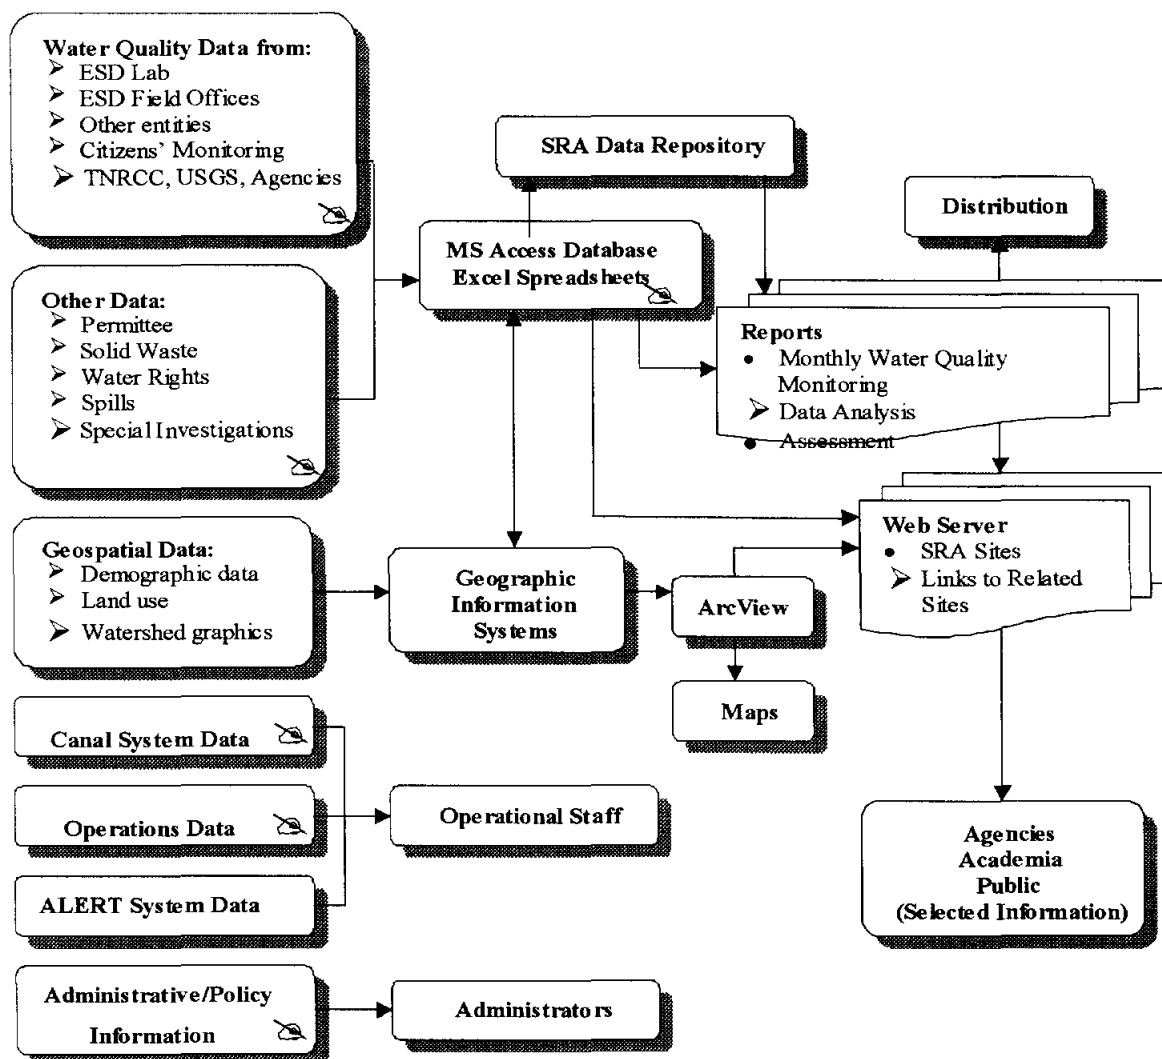 Water Quality Data from:
➢ ESD Lab
➢ ESD Field Offices
➢ Other entities
➢ Citizens’ Monitoring
➢ TNRCC, USGS, Agencies
Other Data:
➢ Permittee
➢ Solid Waste
➢ Water Rights
➢ Spills
➢ Special Investigations
Geospatial Data:
➢ Demographic data
➢ Land use
➢ Watershed graphics
Canal System Data
Operations Data
ALERT System Data
Administrative/Policy
Information
SRA Data Repository
MS Access Database
Excel Spreadsheets
Geographic
Information
Systems
ArcView
Maps
Operational Staff
Administrators
Distribution
Reports
• Monthly Water Quality
Monitoring
➢ Data Analysis
• Assessment
Web Server
• SRA Sites
➢ Links to Related
Sites
Agencies
Academia
Public
(Selected Information)